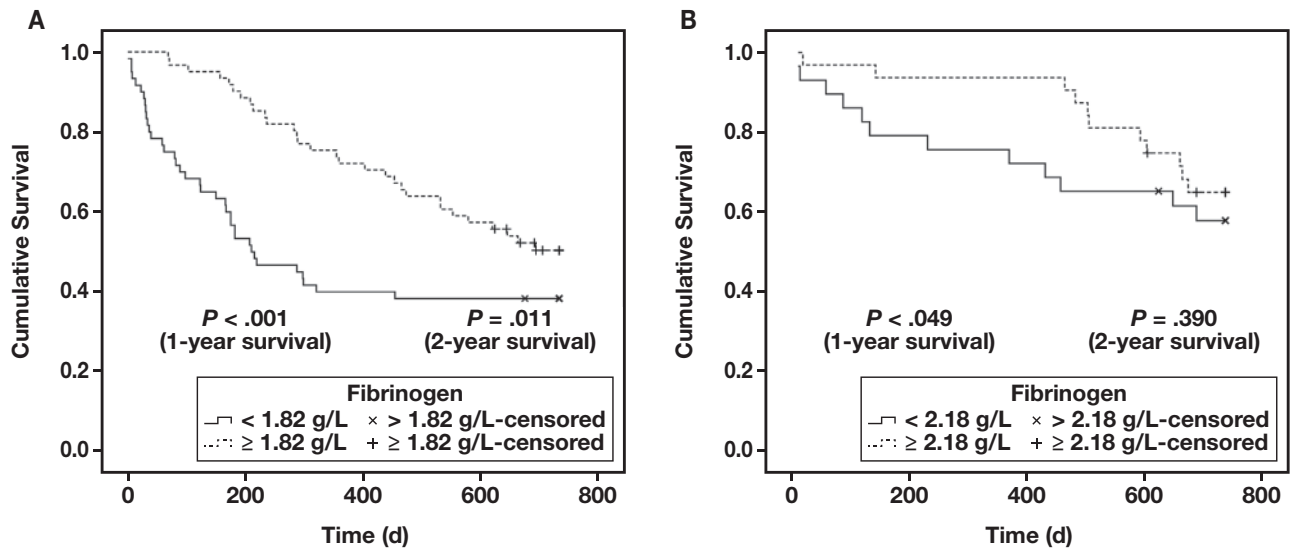 A
Cumulative Survival
1.0
0.8
0.6
0.4
0.2
0.0
P < .001
(1-year survival)
P = .011
(2-year survival)
Fibrinogen
< 1.82 g/L × > 1.82 g/L-censored
≥ 1.82 g/L + ≥ 1.82 g/L-censored
0 200 400 600 800
Time (d)
B
Cumulative Survival
1.0
0.8
0.6
0.4
0.2
0.0
P < .049
(1-year survival)
P = .390
(2-year survival)
Fibrinogen
< 2.18 g/L × > 2.18 g/L-censored
≥ 2.18 g/L + ≥ 2.18 g/L-censored
0 200 400 600 800
Time (d)